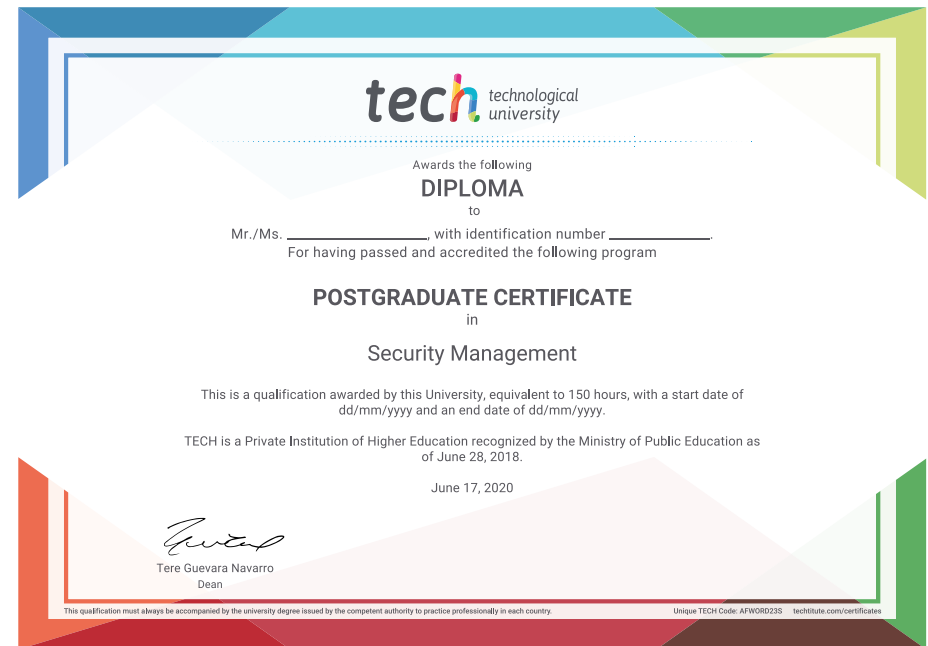 tech technological
university
Awards the following
DIPLOMA
to
Mr./Ms. ____________________, with identification number ______________.
For having passed and accredited the following program
POSTGRADUATE CERTIFICATE
in
Security Management
This is a qualification awarded by this University, equivalent to 150 hours, with a start date of
dd/mm/yyyy and an end date of dd/mm/yyyy.
TECH is a Private Institution of Higher Education recognized by the Ministry of Public Education as
of June 28, 2018.
June 17, 2020
Tere Guevara Navarro
Dean
This qualification must always be accompanied by the university degree issued by the competent authority to practice professionally in each country.
Unique TECH Code: AFWORD23S techtitute.com/certificates